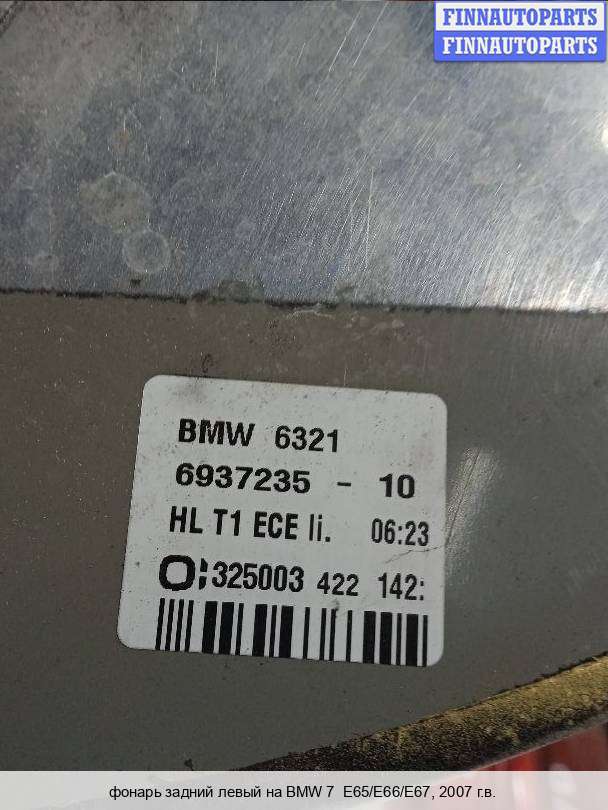 FINNAUTOPARTS
FINNAUTOPARTS
BMW 6321
6937235 - 10
HL T1 ECE li. 06:23
325003 422 142:
фонарь задний левый на BMW 7 E65/E66/E67, 2007 г.в.